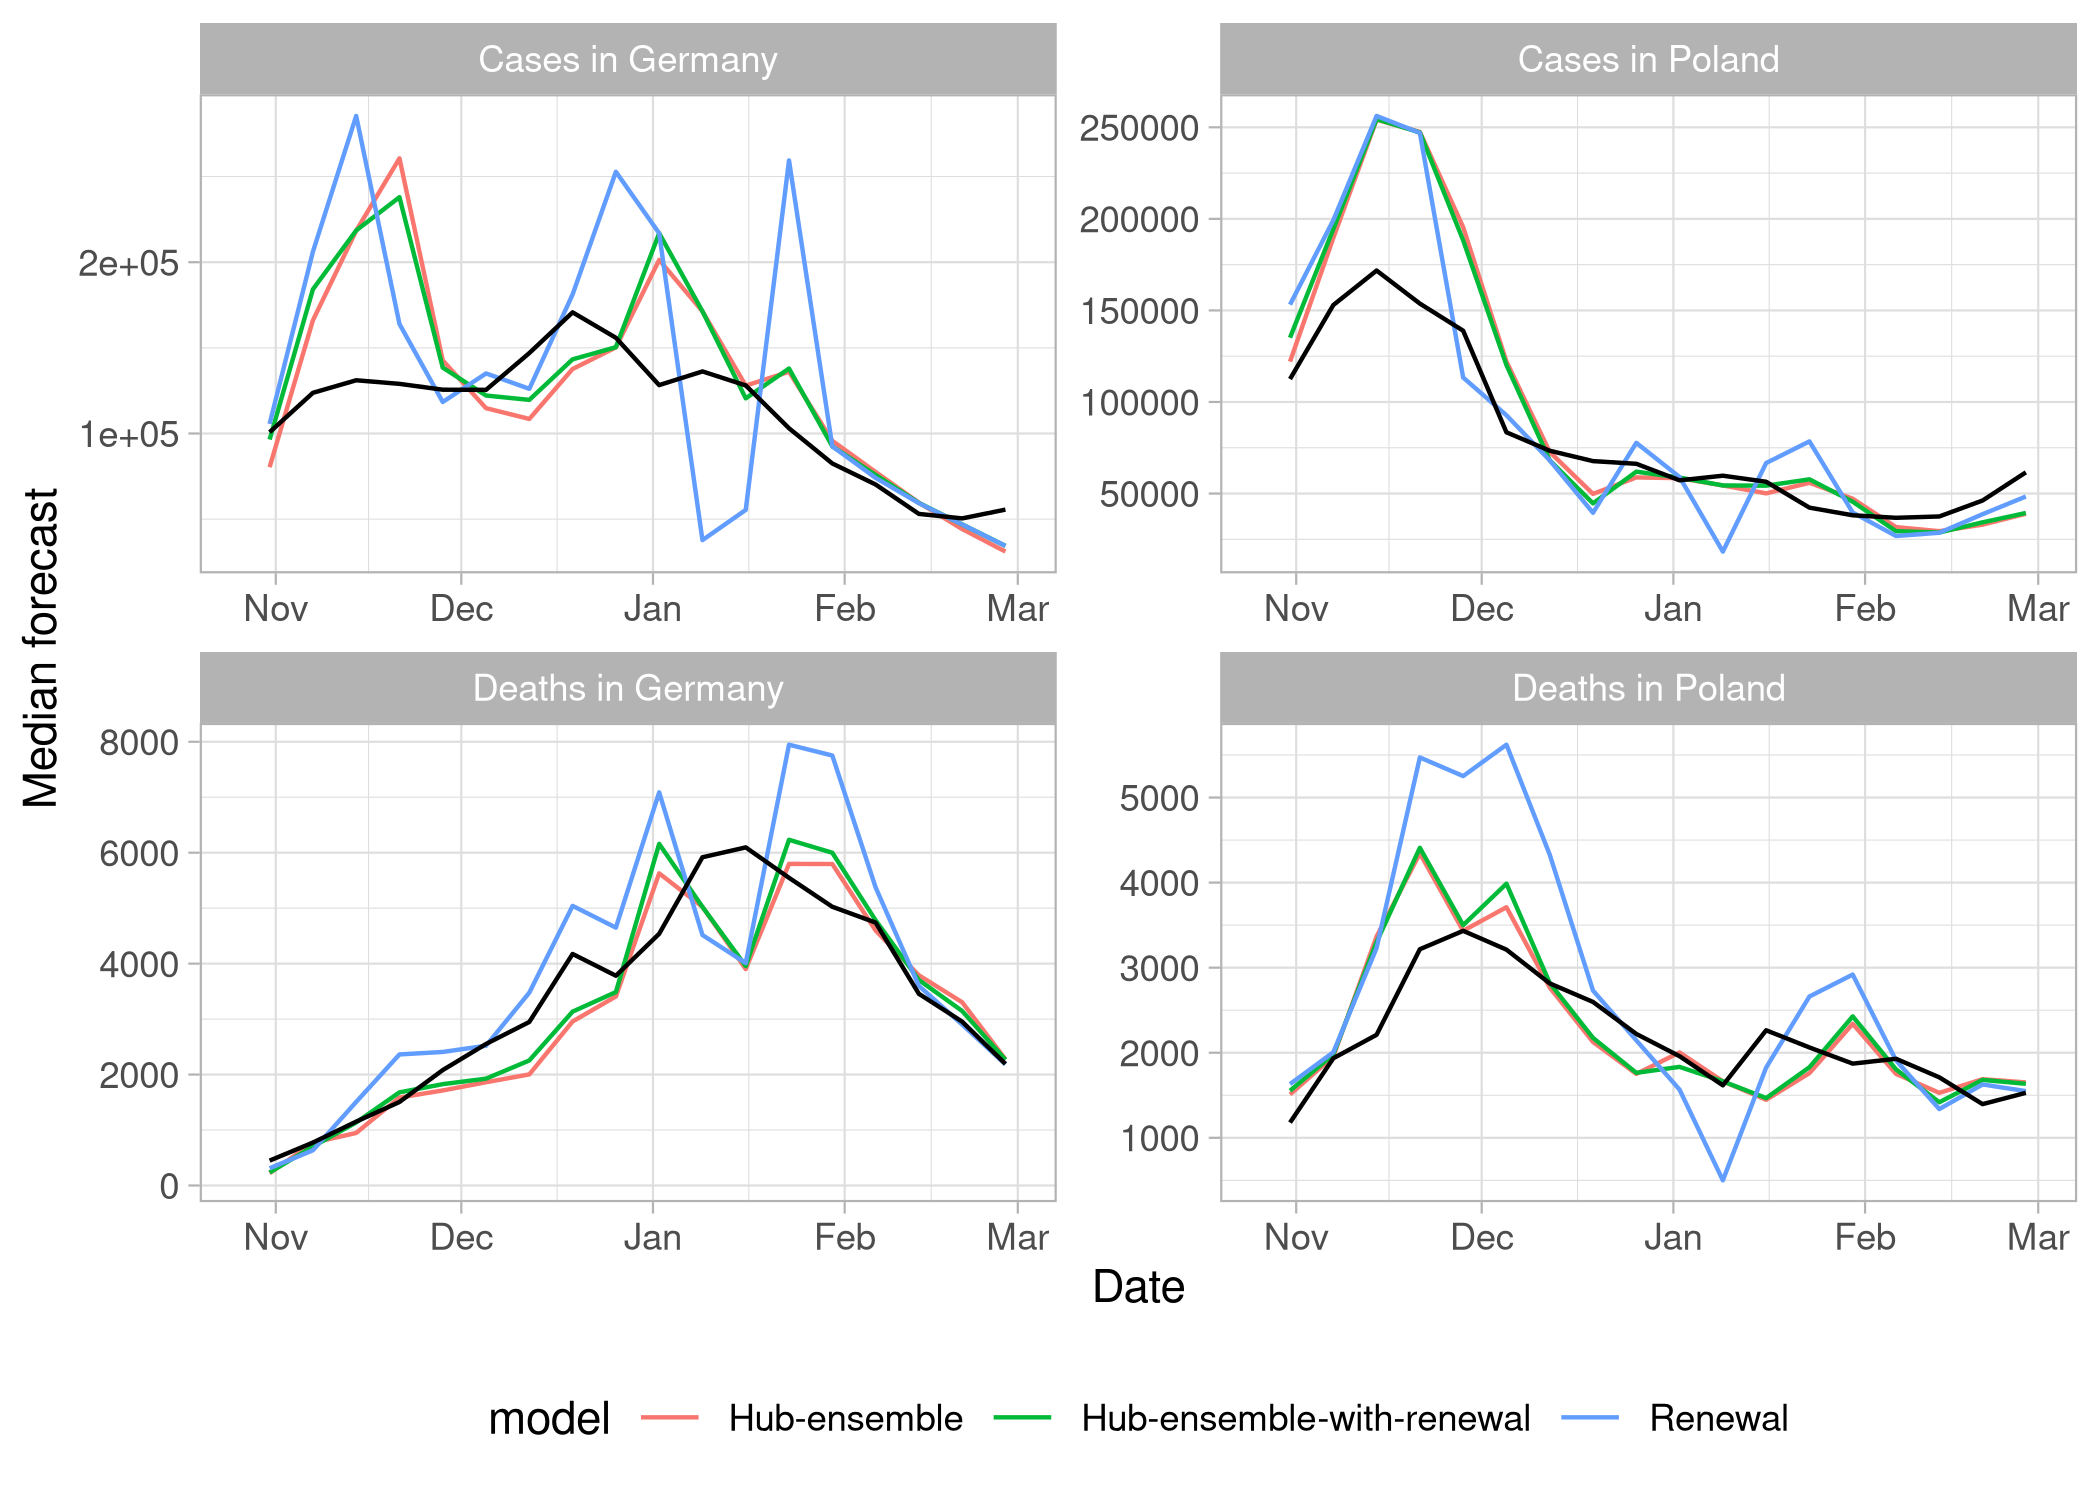 Cases in Germany
Cases in Poland
2e+05
1e+05
250000
200000
150000
100000
50000
Nov Dec Jan Feb Mar
Nov Dec Jan Feb Mar
Median forecast
Deaths in Germany
Deaths in Poland
8000
6000
4000
2000
0
5000
4000
3000
2000
1000
Nov Dec Jan Feb Mar
Nov Dec Jan Feb Mar
Date
model Hub-ensemble Hub-ensemble-with-renewal Renewal